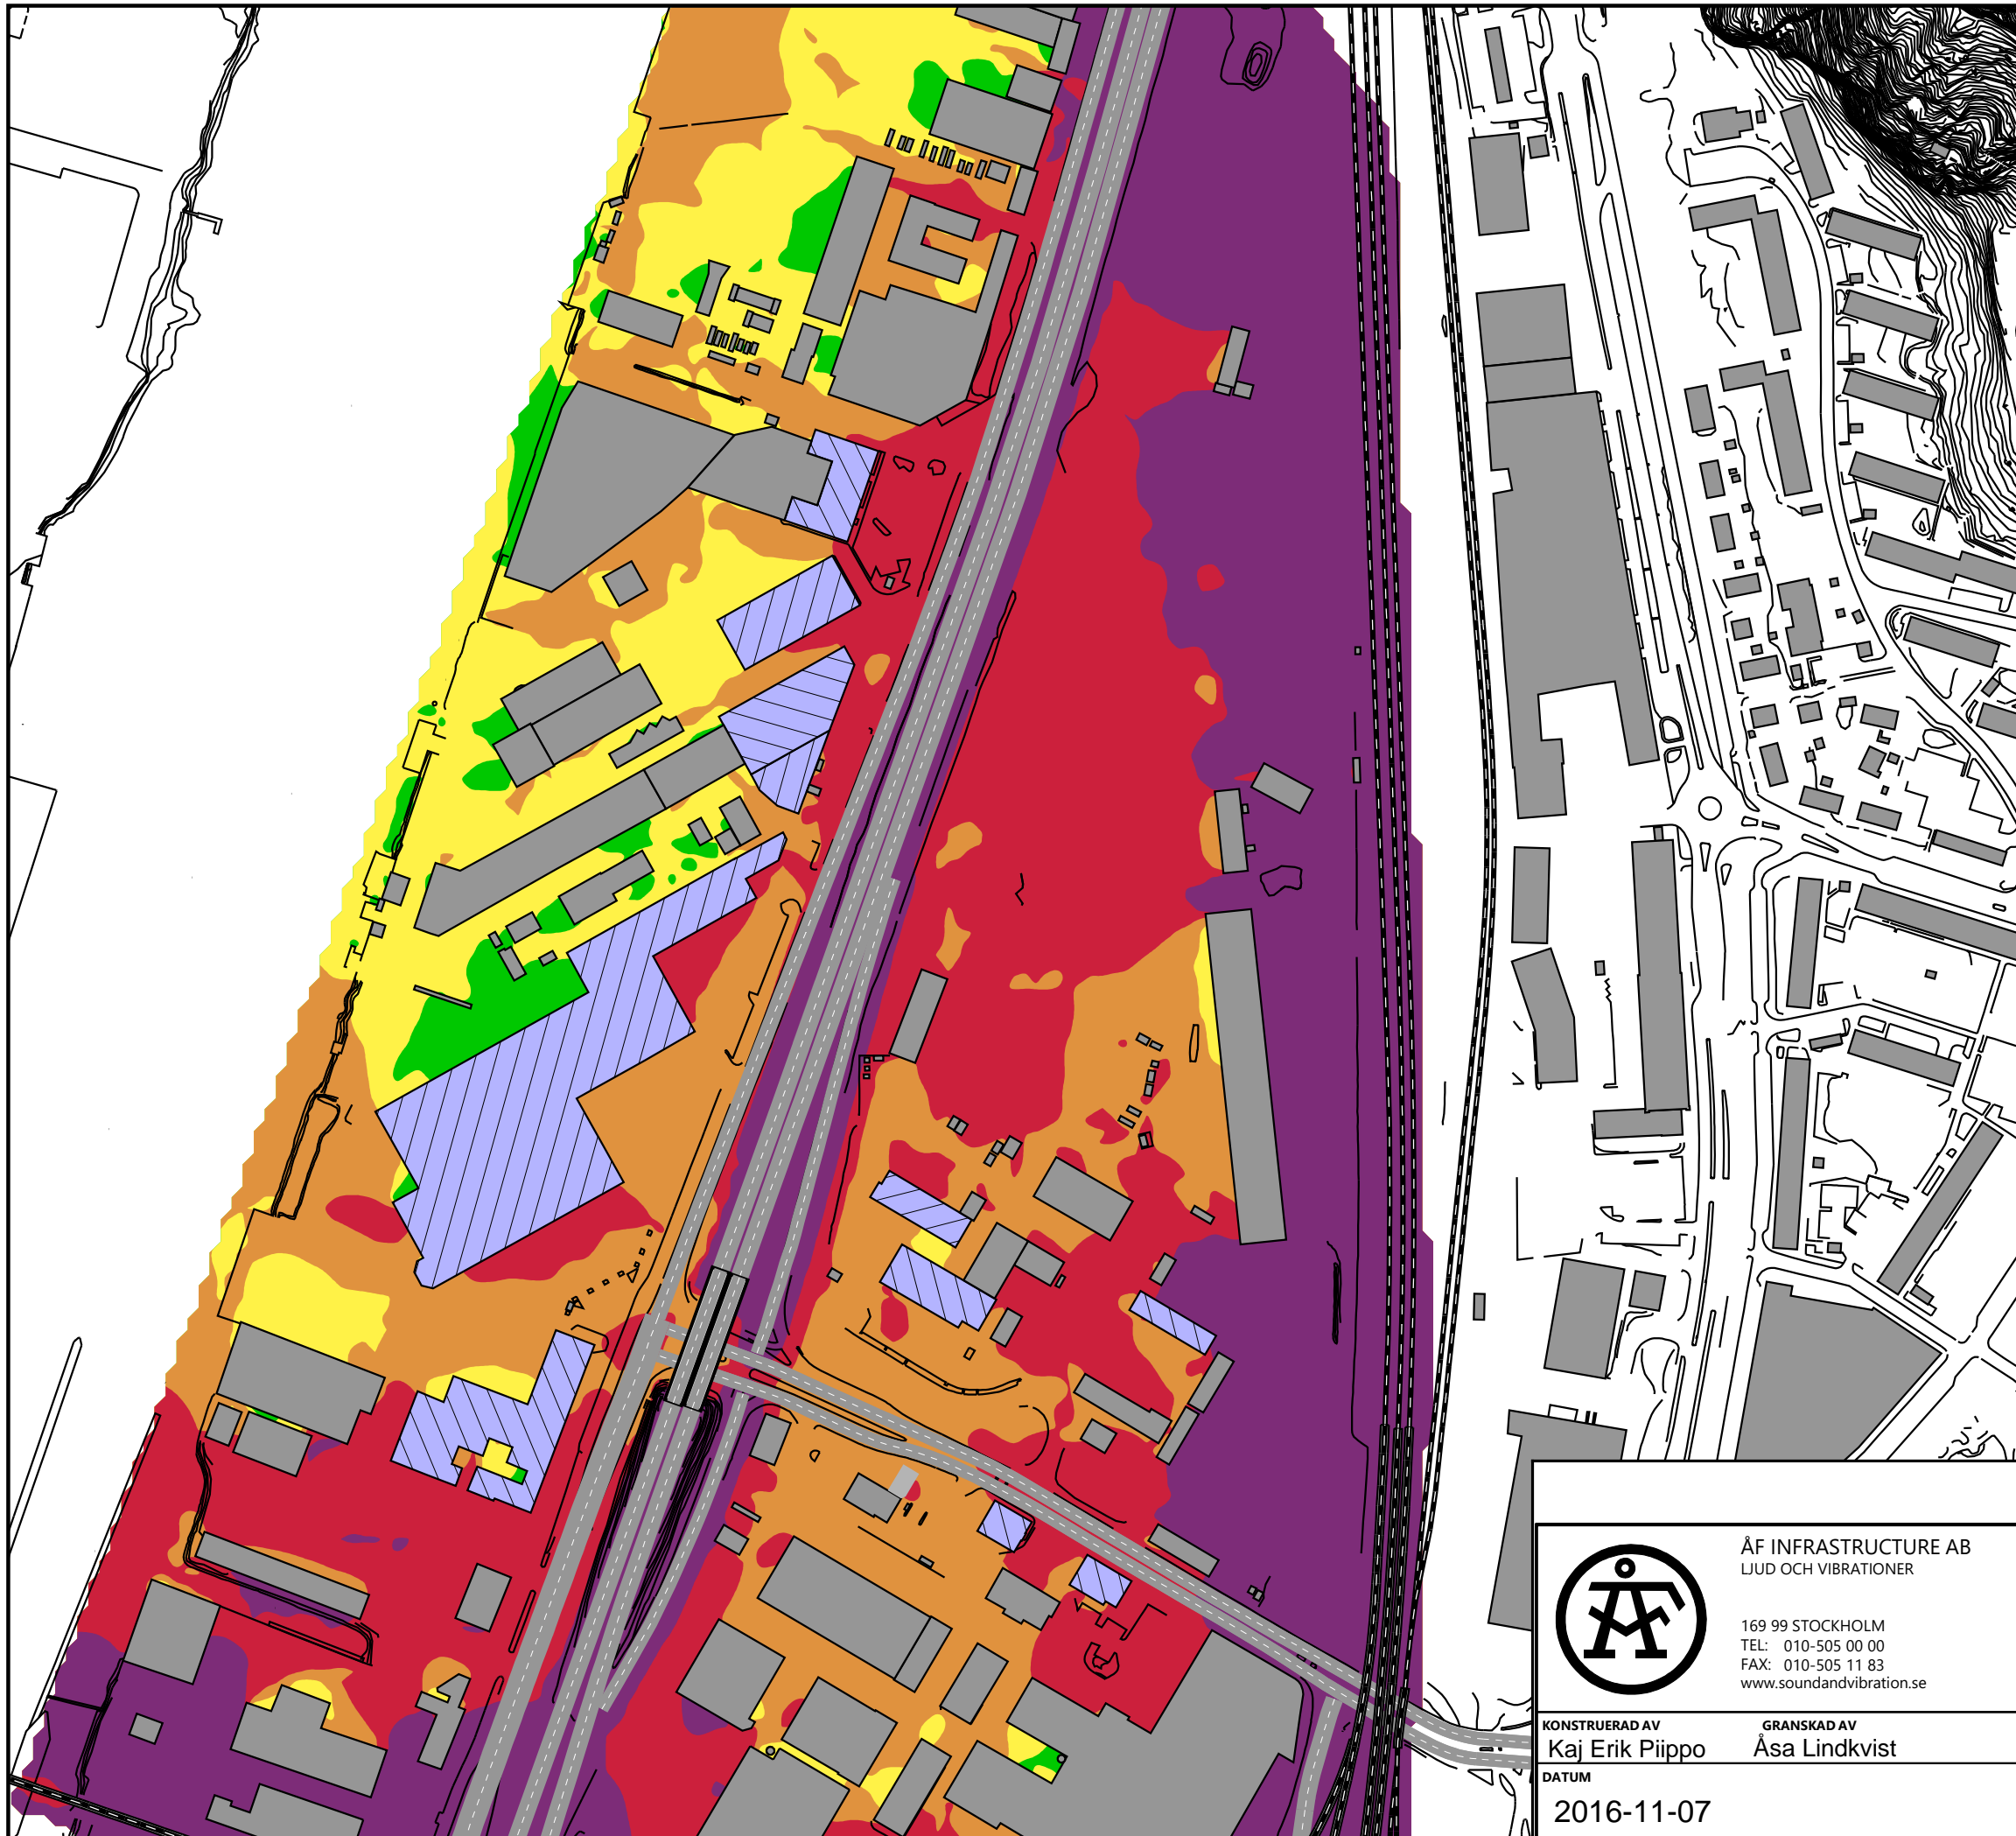 ÅF INFRASTRUCTURE AB
LJUD OCH VIBRATIONER
169 99 STOCKHOLM
TEL: 010-505 00 00
FAX: 010-505 11 83
www.soundandvibration.se
KONSTRUERAD AV GRANSKAD AV
Kaj Erik Piippo Åsa Lindkvist
DATUM
2016-11-07